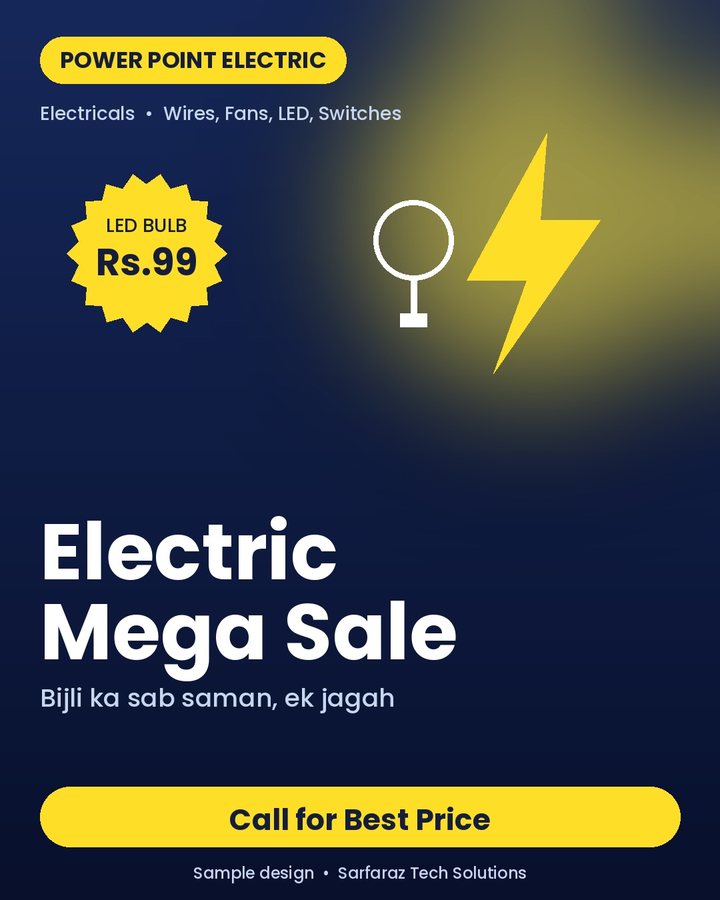 POWER POINT ELECTRIC
Electricals • Wires, Fans, LED, Switches
LED BULB
Rs.99
Electric
Mega Sale
Bijli ka sab saman, ek jagah
Call for Best Price
Sample design • Sarfaraz Tech Solutions